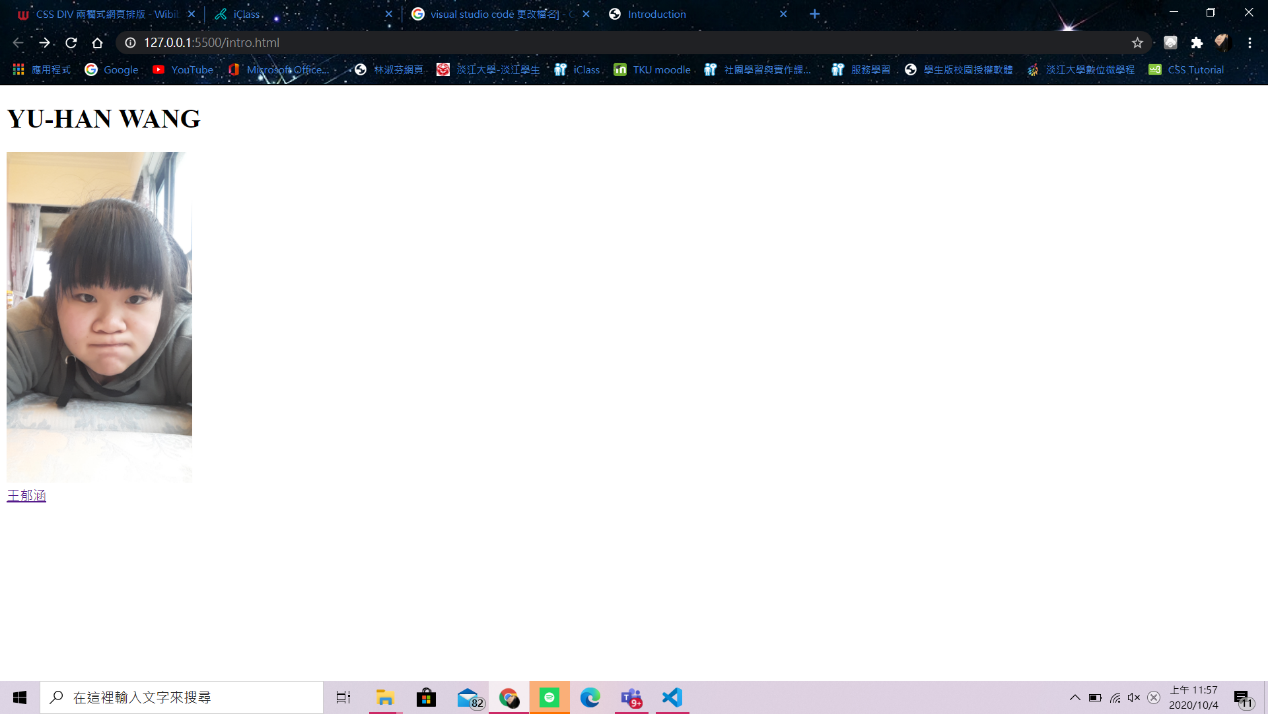 CSS DIV 兩欄式網頁排版 - Wibi
iClass
visual studio code 更改檔名] -
Introduction
127.0.0.1:5500/intro.html
應用程式
Google
YouTube
Microsoft Office...
林淑芬網頁
淡江大學-淡江學生
iClass
TKU moodle
社團學習與實作課...
服務學習
學生版校園授權軟體
淡江大學數位微學程
CSS Tutorial
YU-HAN WANG
王郁涵
在這裡輸入文字來搜尋
82
9+
上午 11:57
2020/10/4
11